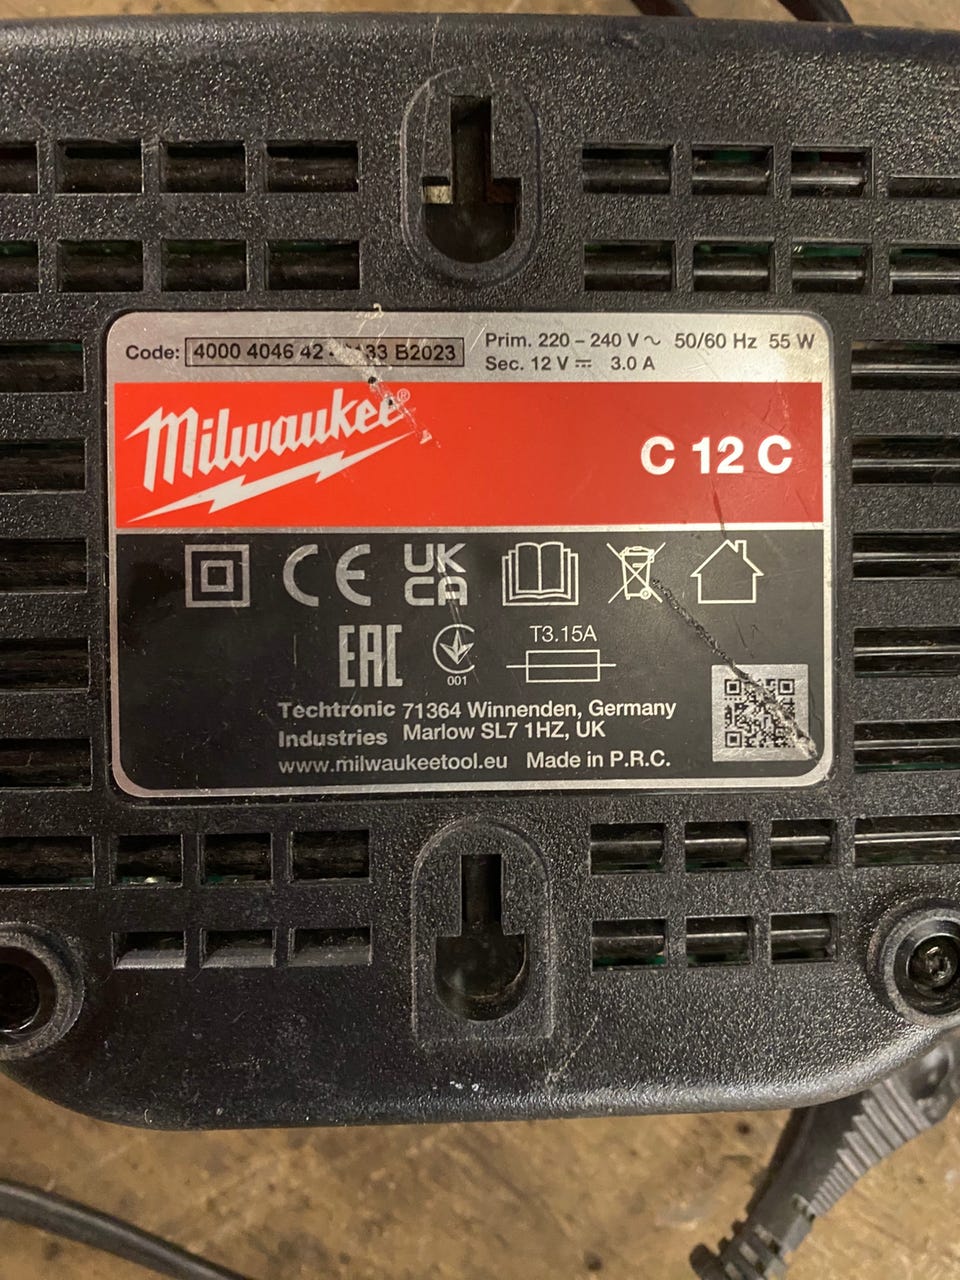 Code: 4000 4046 42 B2023
Prim. 220 – 240 V ~ 50/60 Hz 55 W
Sec. 12 V ⎓ 3.0 A
Milwaukee®
C 12 C
CE
UK
CA
EAC
001
T3.15A
Techtronic 71364 Winnenden, Germany
Industries Marlow SL7 1HZ, UK
www.milwaukeetool.eu Made in P.R.C.